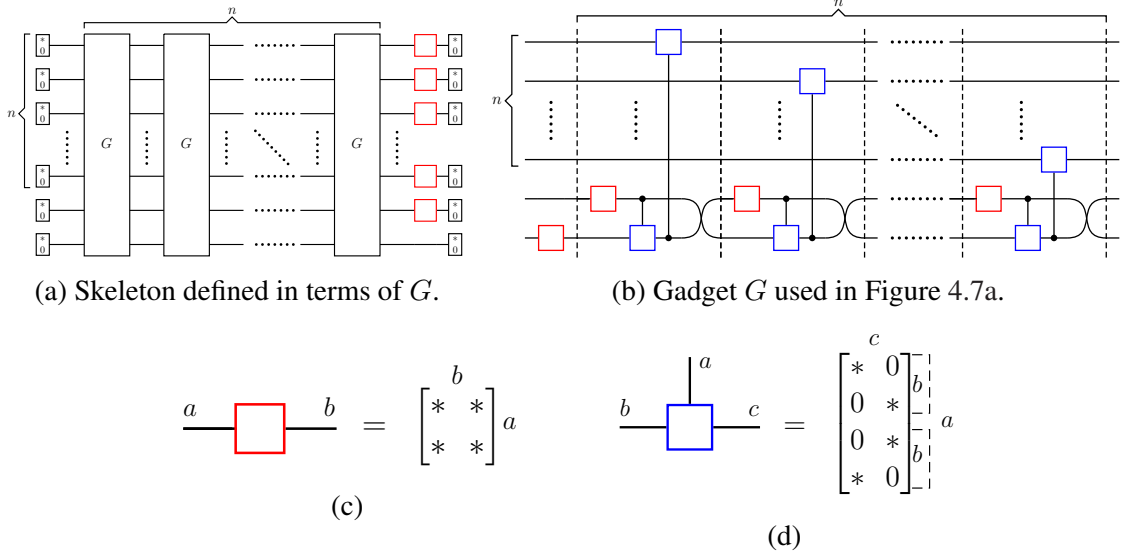 n
n
* 0
* 0
* 0
* 0
* 0
* 0
G
G
G
* 0
* 0
* 0
* 0
* 0
* 0
(a) Skeleton defined in terms of G.
n
n
(b) Gadget G used in Figure 4.7a.
a b = [ * * * * ] b a
(c)
a b c = [ * 0 0 * 0 * * 0 ] c b b a
(d)